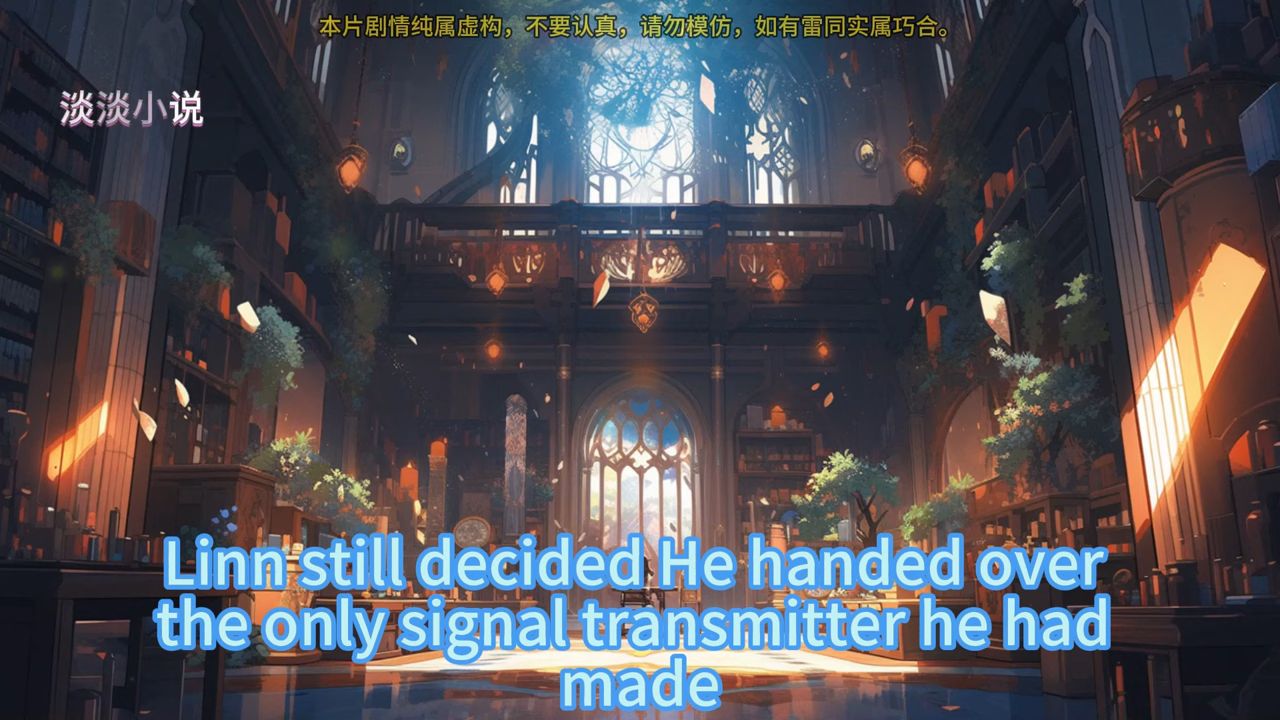 本片剧情纯属虚构，不要认真，请勿模仿，如有雷同实属巧合。
淡淡小说
Linn still decided He handed over
the only signal transmitter he had
made